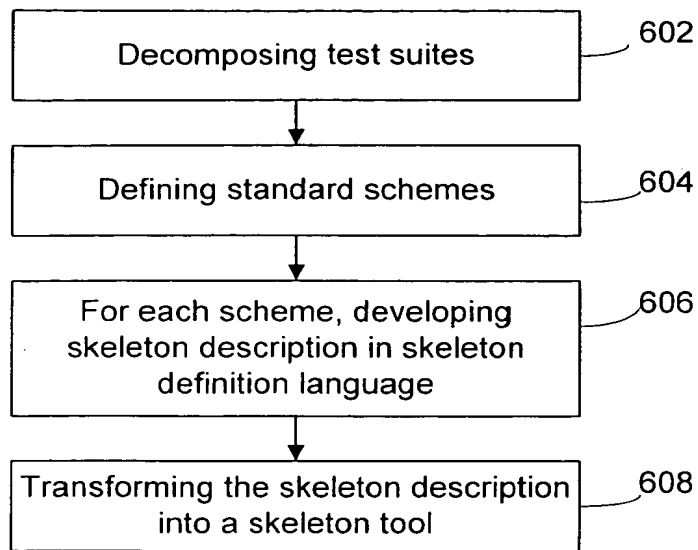 Decomposing test suites
602
Defining standard schemes
604
For each scheme, developing
skeleton description in skeleton
definition language
606
Transforming the skeleton description
into a skeleton tool
608